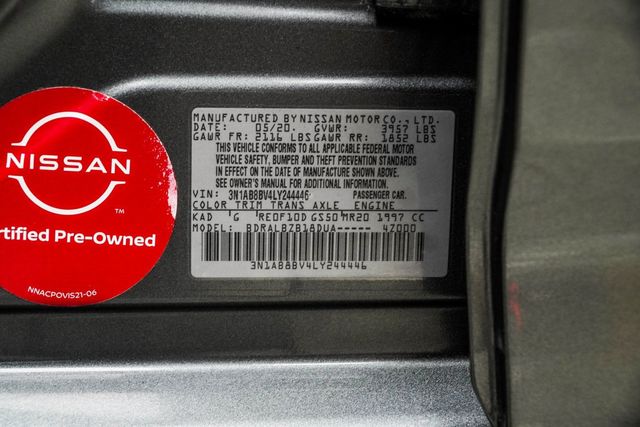 NISSAN
TM
ertified Pre-Owned
NNACPOVIS21-06
MANUFACTURED BY NISSAN MOTOR CO., LTD.
DATE: 05/20 GVWR: 3957 LBS
GAWR FR: 2116 LBS GAWR RR: 1852 LBS
THIS VEHICLE CONFORMS TO ALL APPLICABLE FEDERAL MOTOR
VEHICLE SAFETY, BUMPER AND THEFT PREVENTION STANDARDS
IN EFFECT ON THE DATE OF MANUFACTURE SHOWN ABOVE.
SEE OWNER'S MANUAL FOR ADDITIONAL INFORMATION.
VIN: 3N1AB8BV4LY244446 PASSENGER CAR.
COLOR TRIM TRANS AXLE ENGINE
KAD G RE0F10D GS50 MR20 1997 CC
MODEL: BDRALBZB18DUA----- 4Z000
3N1AB8BV4LY244446